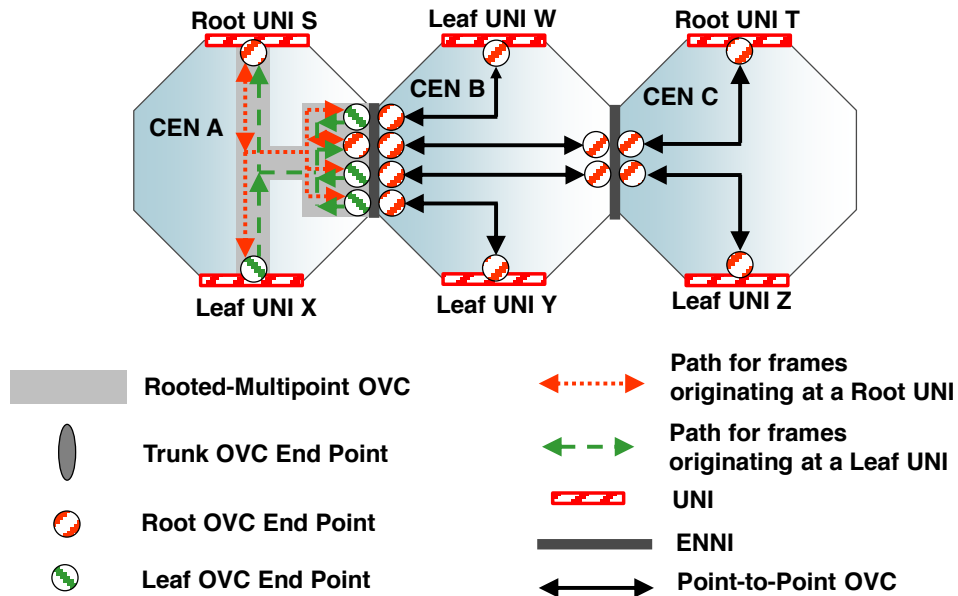 Root UNI S
Leaf UNI W
Root UNI T
CEN A
CEN B
CEN C
Leaf UNI X
Leaf UNI Y
Leaf UNI Z
Rooted-Multipoint OVC
Trunk OVC End Point
Root OVC End Point
Leaf OVC End Point
Path for frames
originating at a Root UNI
Path for frames
originating at a Leaf UNI
UNI
ENNI
Point-to-Point OVC